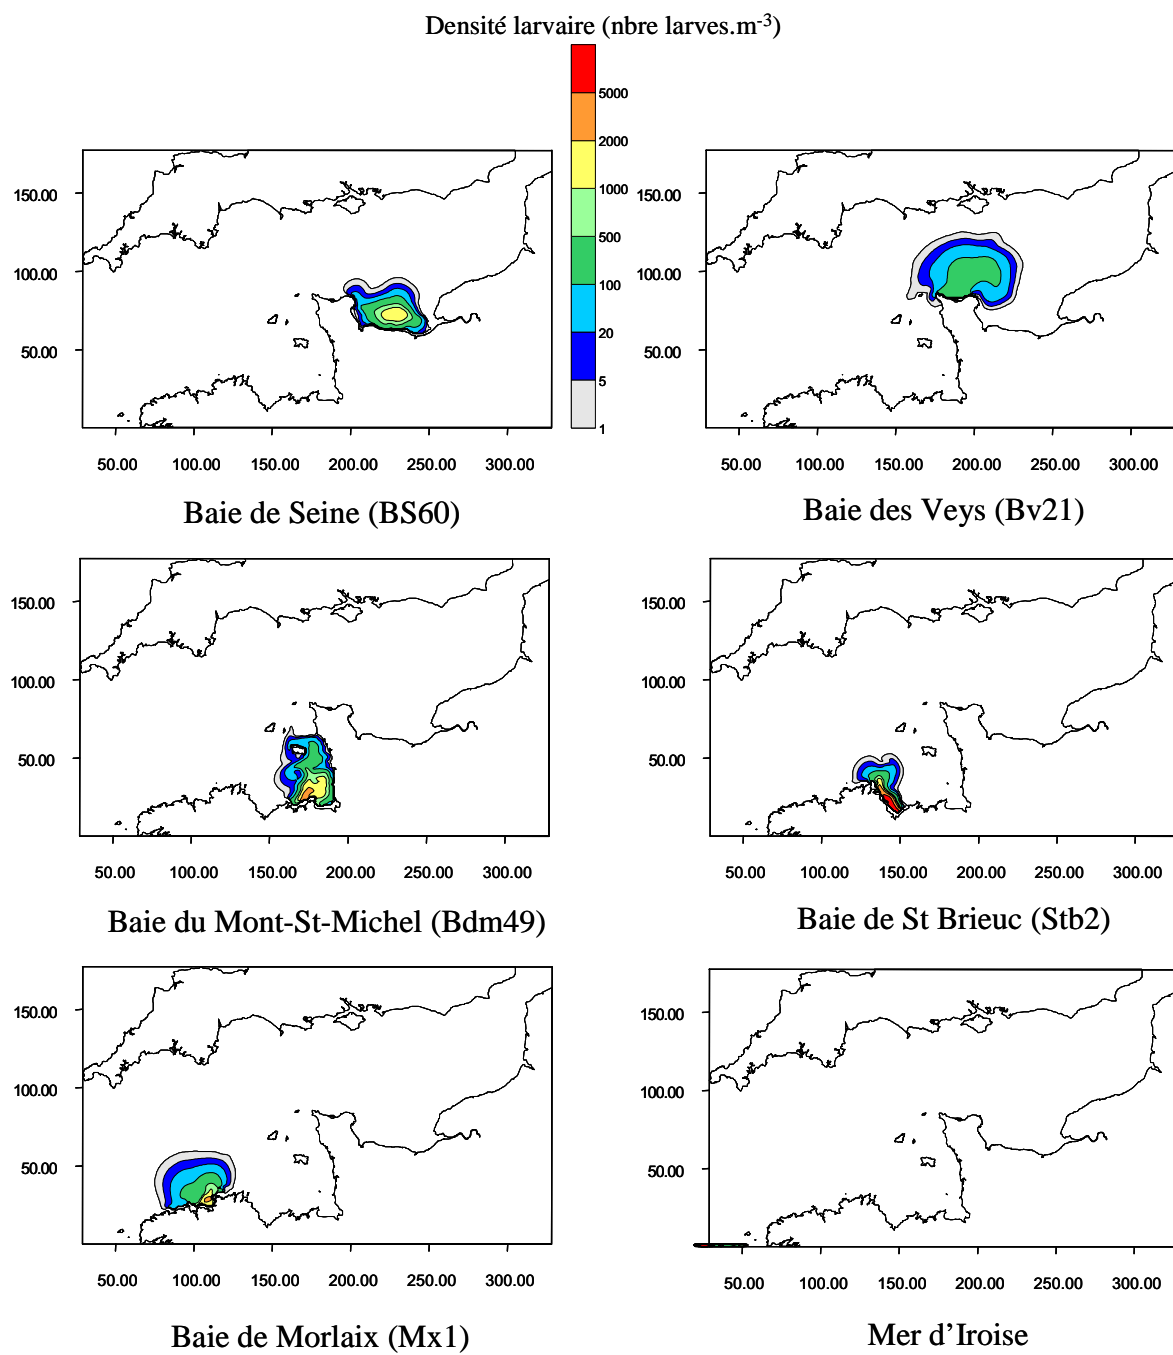 Densité larvaire (nbre larves.m-3)
5000
2000
1000
500
100
20
5
1
150.00
100.00
50.00
50.00 100.00 150.00 200.00 250.00 300.00
Baie de Seine (BS60)
150.00
100.00
50.00
50.00 100.00 150.00 200.00 250.00 300.00
Baie des Veys (Bv21)
150.00
100.00
50.00
50.00 100.00 150.00 200.00 250.00 300.00
Baie du Mont-St-Michel (Bdm49)
150.00
100.00
50.00
50.00 100.00 150.00 200.00 250.00 300.00
Baie de St Brieuc (Stb2)
150.00
100.00
50.00
50.00 100.00 150.00 200.00 250.00 300.00
Baie de Morlaix (Mx1)
150.00
100.00
50.00
50.00 100.00 150.00 200.00 250.00 300.00
Mer d’Iroise